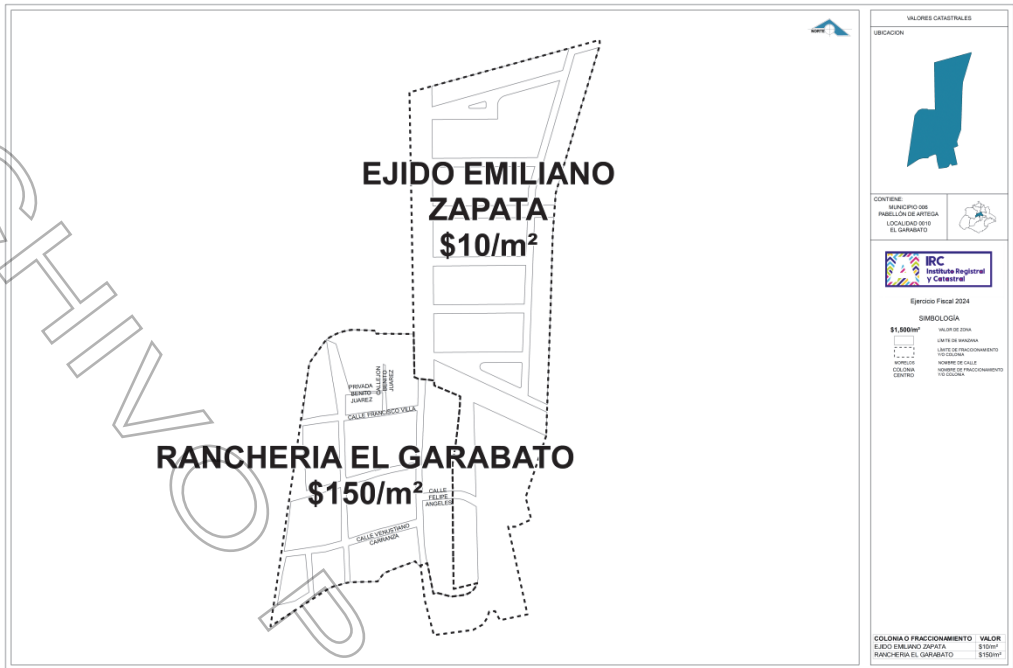 NORTE
EJIDO EMILIANO
ZAPATA
$10/m²
PRIVADA
BENITO
JUAREZ
CALLEJON
BENITO
JUAREZ
CALLE FRANCISCO VILLA
RANCHERIA EL GARABATO
$150/m²
CALLE
FELIPE
ANGELES
CALLE VENUSTIANO
CARRANZA
CHIVO P
VALORES CATASTRALES
UBICACION
CONTIENE:
MUNICIPIO 006
PABELLÓN DE ARTEGA
LOCALIDAD 0010
EL GARABATO
IRC
Instituto Registral
y Catastral
Ejercicio Fiscal 2024
SIMBOLOGÍA
$1,500/m² VALOR DE ZONA
LÍMITE DE MANZANA
LÍMITE DE FRACCIONAMIENTO
Y/O COLONIA
MORELOS NOMBRE DE CALLE
COLONIA CENTRO NOMBRE DE FRACCIONAMIENTO
Y/O COLONIA
COLONIA O FRACCIONAMIENTO VALOR
EJIDO EMILIANO ZAPATA $10/m²
RANCHERIA EL GARABATO $150/m²